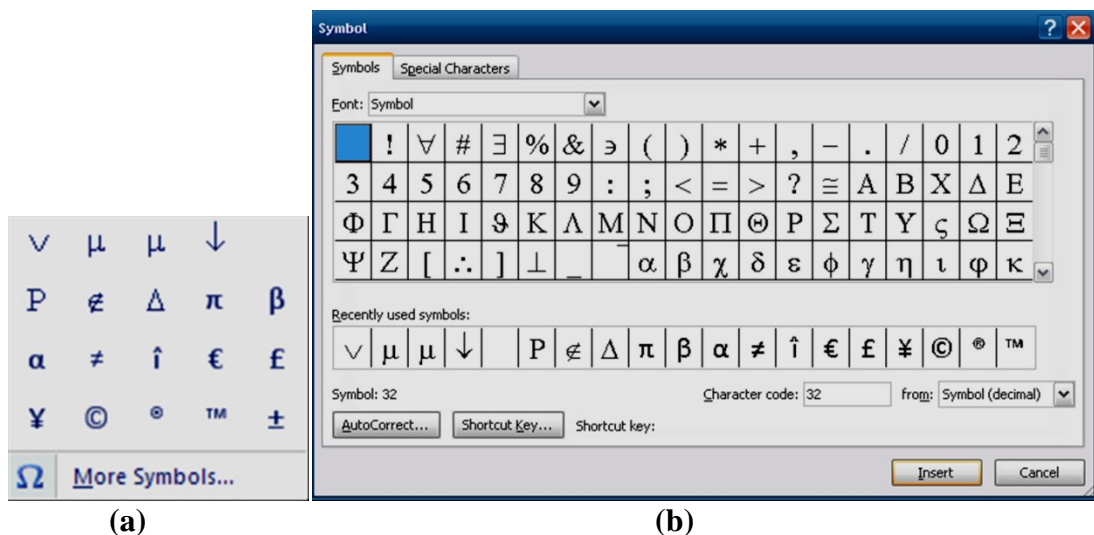 Symbol ?
Symbols Special Characters
Font: Symbol
! ∀ # ∃ % & ∍ ( ) * + , − . / 0 1 2
3 4 5 6 7 8 9 : ; < = > ? ≅ Α Β Χ Δ Ε
Φ Γ Η Ι ϑ Κ Λ Μ Ν Ο Π Θ Ρ Σ Τ Υ ς Ω Ξ
Ψ Ζ [ ∴ ] ⊥ _ ‾ α β χ δ ε ϕ γ η ι φ κ
Recently used symbols:
∨ μ μ ↓ Ρ ∉ Δ π β α ≠ î € £ ¥ © ® ™
Symbol: 32 Character code: 32 from: Symbol (decimal)
AutoCorrect... Shortcut Key... Shortcut key:
Insert Cancel
∨ μ μ ↓
Ρ ∉ Δ π β
α ≠ î € £
¥ © ® ™ ±
Ω More Symbols...
(a) (b)